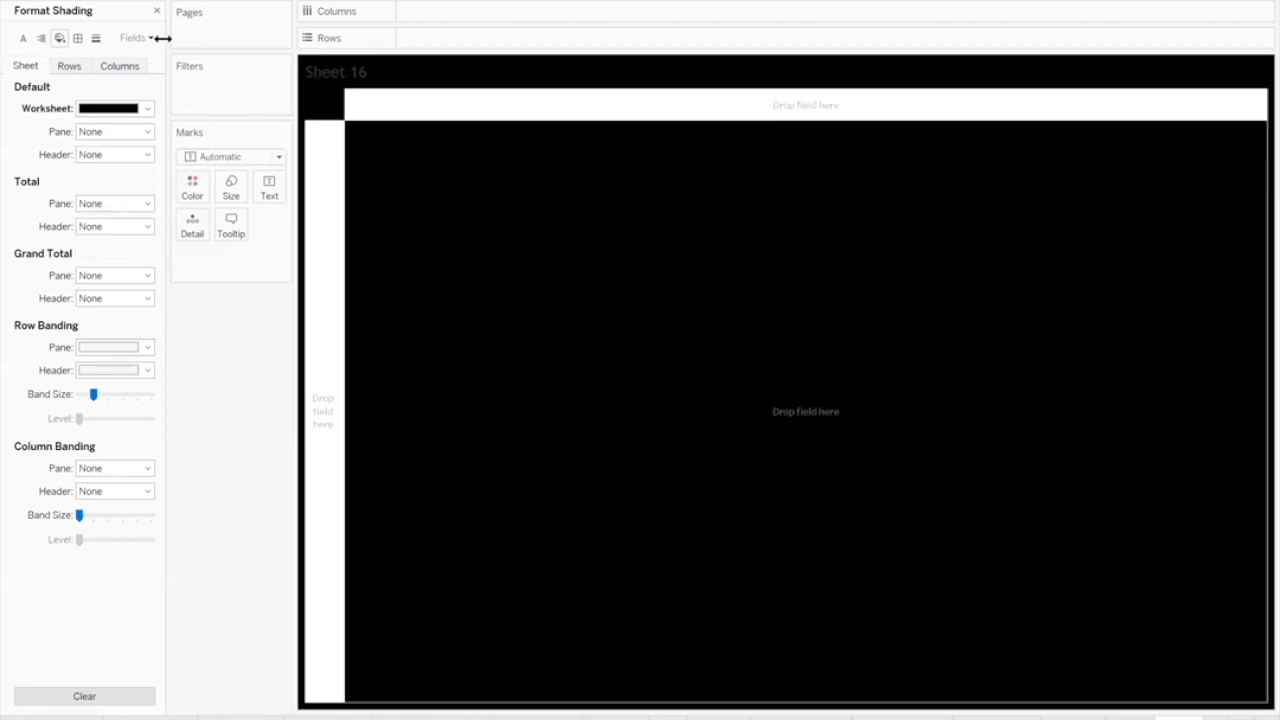 Format Shading
Fields
Sheet Rows Columns
Default
Worksheet:
Pane: None
Header: None
Total
Pane: None
Header: None
Grand Total
Pane: None
Header: None
Row Banding
Pane:
Header:
Band Size:
Level:
Column Banding
Pane: None
Header: None
Band Size:
Level:
Clear
Pages
Filters
Marks
Automatic
Color Size Text
Detail Tooltip
Columns
Rows
Sheet 16
Drop field here
Drop
field
here
Drop field here